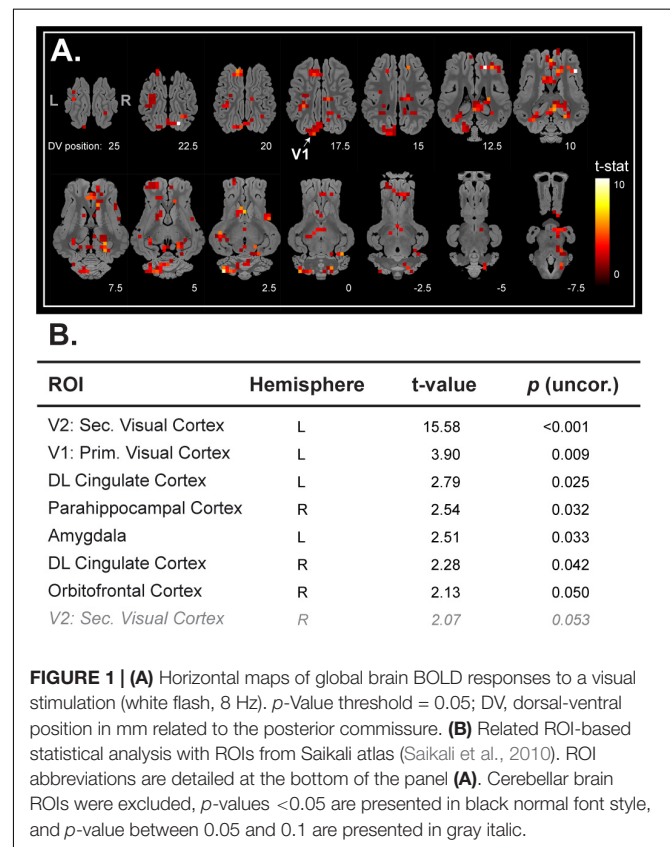 A.
L R
DV position: 25 22.5 20 17.5 15 12.5 10
V1
t-stat
10
0
7.5 5 2.5 0 -2.5 -5 -7.5
B.
ROI Hemisphere t-value p (uncor.)
V2: Sec. Visual Cortex L 15.58 <0.001
V1: Prim. Visual Cortex L 3.90 0.009
DL Cingulate Cortex L 2.79 0.025
Parahippocampal Cortex R 2.54 0.032
Amygdala L 2.51 0.033
DL Cingulate Cortex R 2.28 0.042
Orbitofrontal Cortex R 2.13 0.050
V2: Sec. Visual Cortex R 2.07 0.053
FIGURE 1 | (A) Horizontal maps of global brain BOLD responses to a visual
stimulation (white flash, 8 Hz). p-Value threshold = 0.05; DV, dorsal-ventral
position in mm related to the posterior commissure. (B) Related ROI-based
statistical analysis with ROIs from Saikali atlas (Saikali et al., 2010). ROI
abbreviations are detailed at the bottom of the panel (A). Cerebellar brain
ROIs were excluded, p-values <0.05 are presented in black normal font style,
and p-value between 0.05 and 0.1 are presented in gray italic.